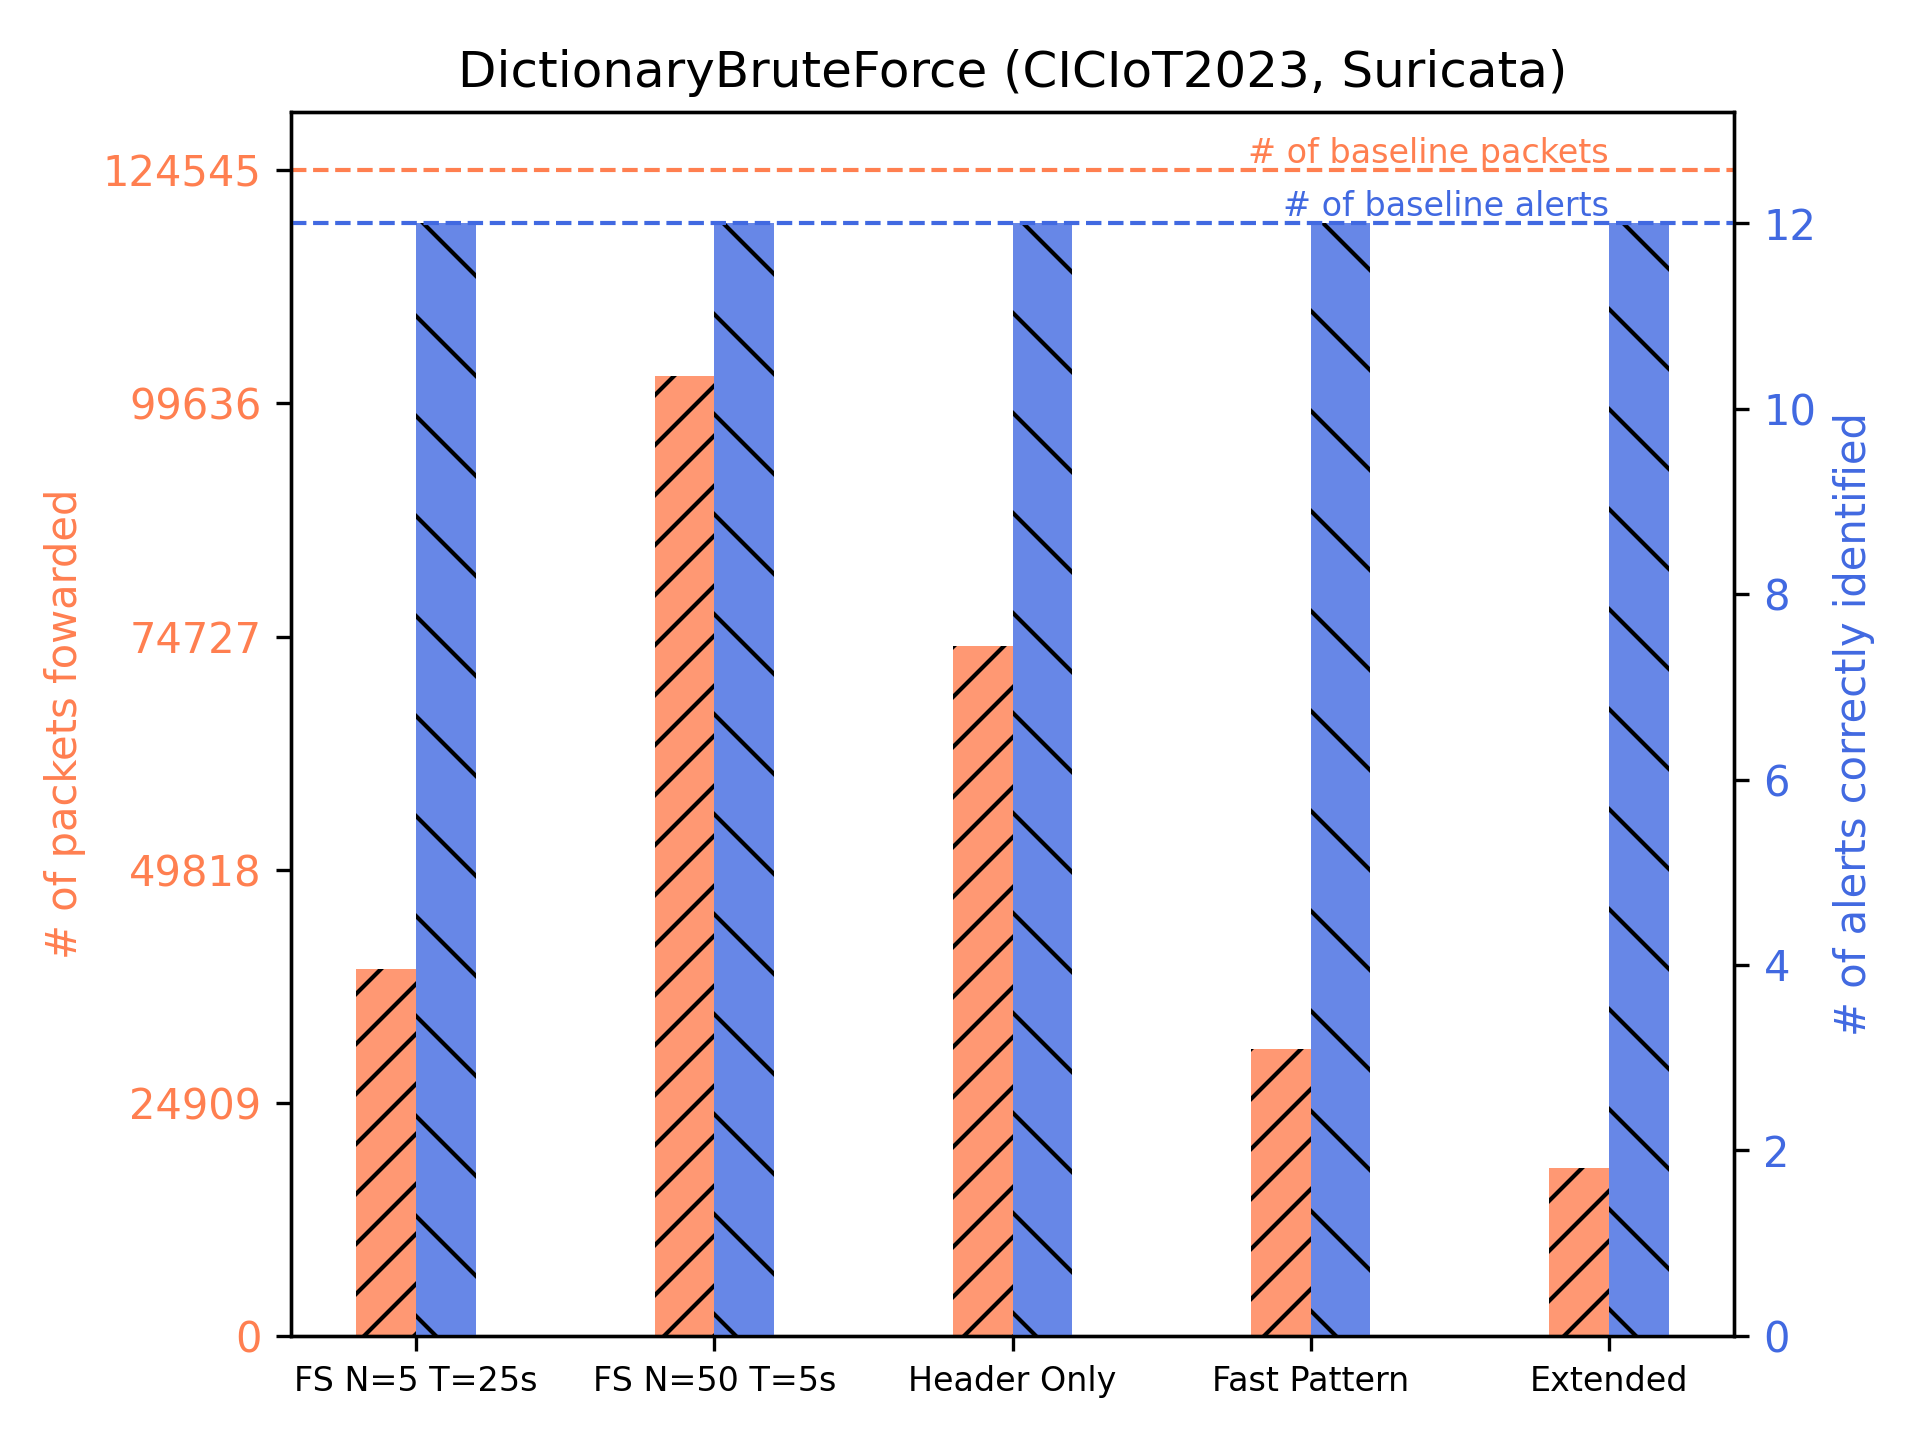 DictionaryBruteForce (CICIoT2023, Suricata)
# of baseline packets
# of baseline alerts
124545
99636
74727
49818
24909
0
# of packets fowarded
12
10
8
6
4
2
0
# of alerts correctly identified
FS N=5 T=25s
FS N=50 T=5s
Header Only
Fast Pattern
Extended